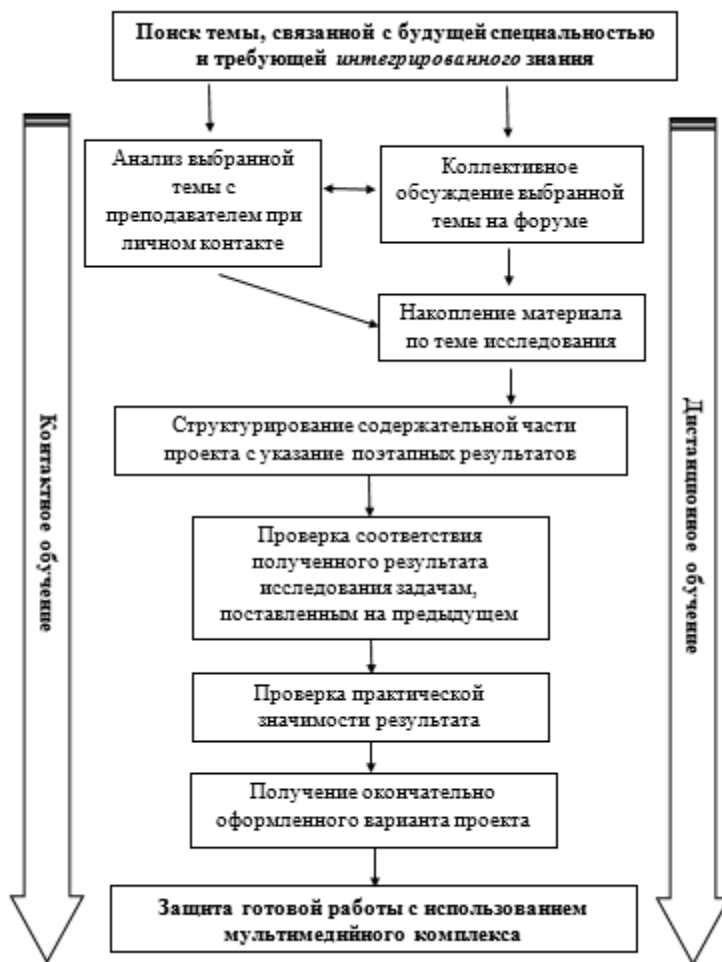 Поиск темы, связанной с будущей специальностью
и требующей интегрированного знания
Анализ выбранной
темы с
преподавателем при
личном контакте
Коллективное
обсуждение выбранной
темы на форуме
Накопление материала
по теме исследования
Контактное обучение
Дистанционное обучение
Структурирование содержательной части
проекта с указание поэтапных результатов
Проверка соответствия
полученного результата
исследования задачам,
поставленным на предыдущем
Проверка практической
значимости результата
Получение окончательно
оформленного варианта проекта
Защита готовой работы с использованием
мультимедийного комплекса